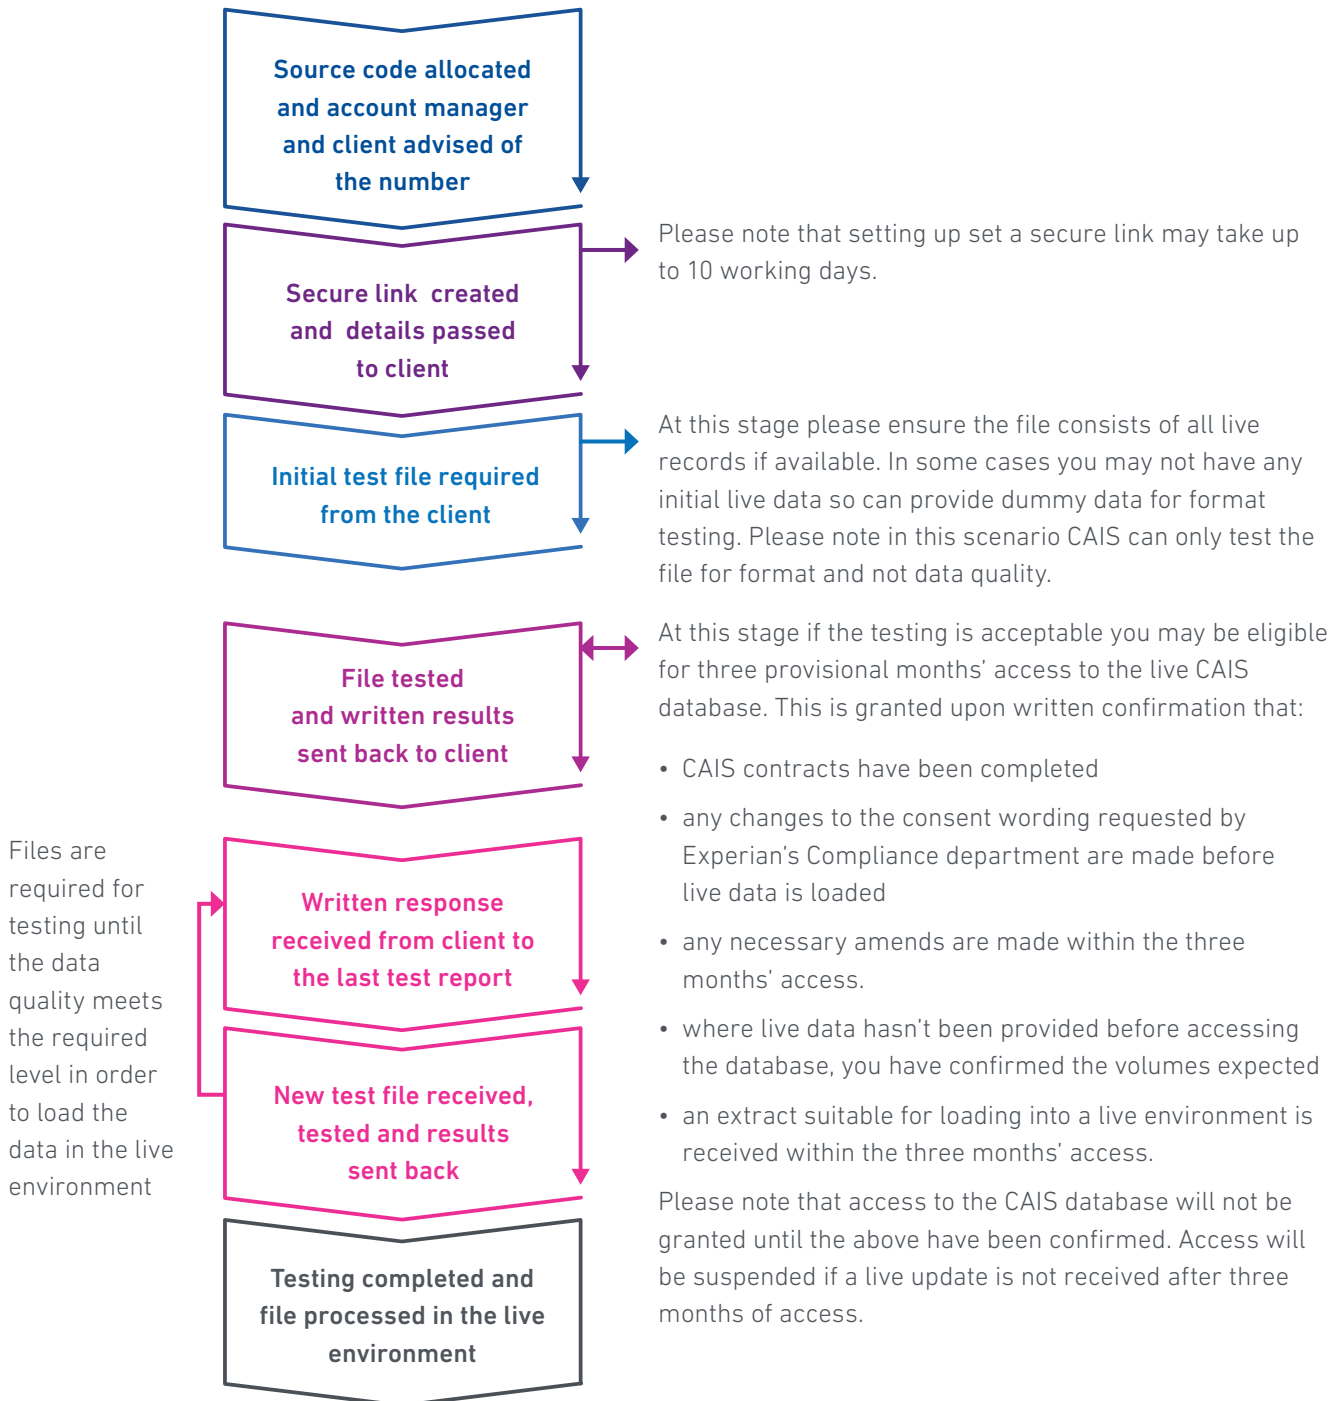 Source code allocated
and account manager
and client advised of
the number
Please note that setting up set a secure link may take up
to 10 working days.
Secure link created
and details passed
to client
At this stage please ensure the file consists of all live
records if available. In some cases you may not have any
initial live data so can provide dummy data for format
testing. Please note in this scenario CAIS can only test the
file for format and not data quality.
Initial test file required
from the client
At this stage if the testing is acceptable you may be eligible
for three provisional months’ access to the live CAIS
database. This is granted upon written confirmation that:
File tested
and written results
sent back to client
• CAIS contracts have been completed
• any changes to the consent wording requested by
Experian’s Compliance department are made before
live data is loaded
• any necessary amends are made within the three
months’ access.
• where live data hasn’t been provided before accessing
the database, you have confirmed the volumes expected
• an extract suitable for loading into a live environment is
received within the three months’ access.
Please note that access to the CAIS database will not be
granted until the above have been confirmed. Access will
be suspended if a live update is not received after three
months of access.
Files are
required for
testing until
the data
quality meets
the required
level in order
to load the
data in the live
environment
Written response
received from client to
the last test report
New test file received,
tested and results
sent back
Testing completed and
file processed in the live
environment